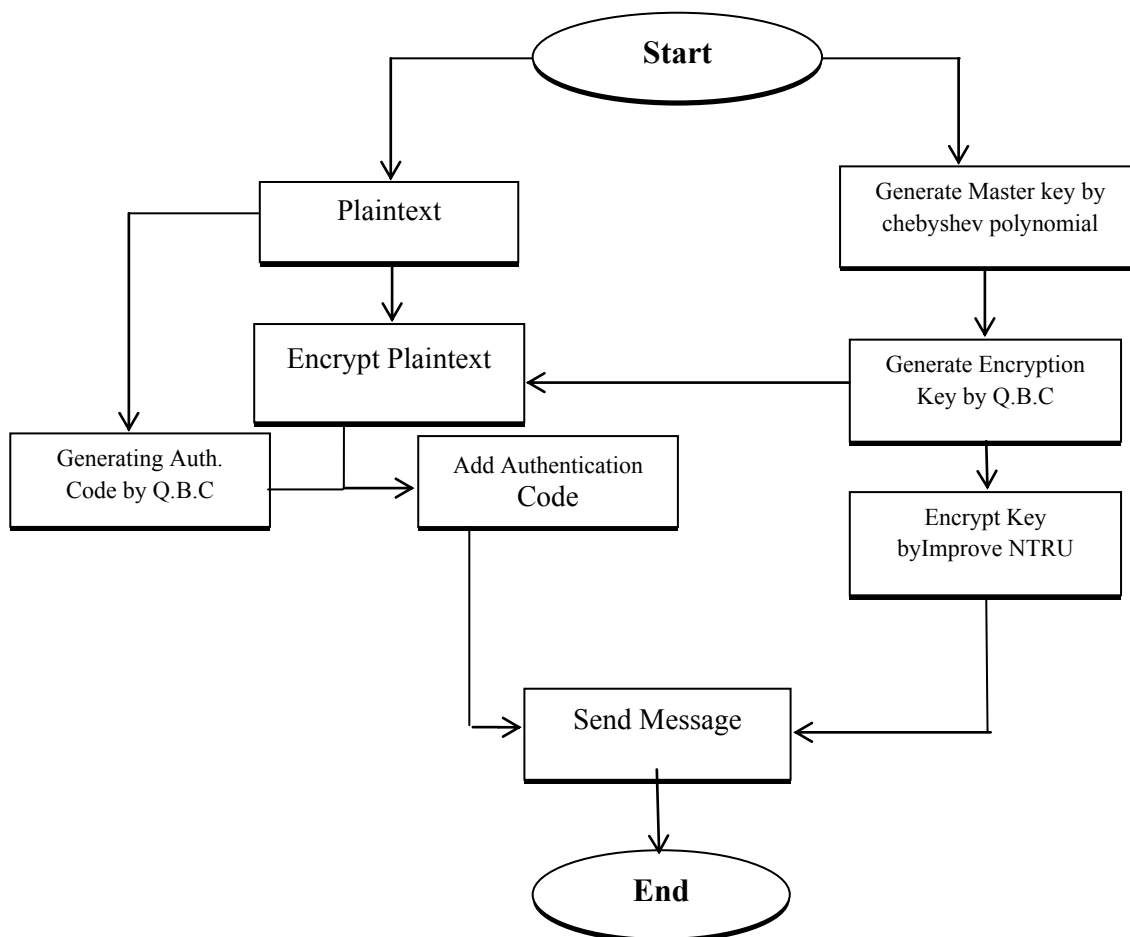 Start
Plaintext
Generate Master key by
chebyshev polynomial
Encrypt Plaintext
Generate Encryption
Key by Q.B.C
Generating Auth.
Code by Q.B.C
Add Authentication
Code
Encrypt Key
byImprove NTRU
Send Message
End